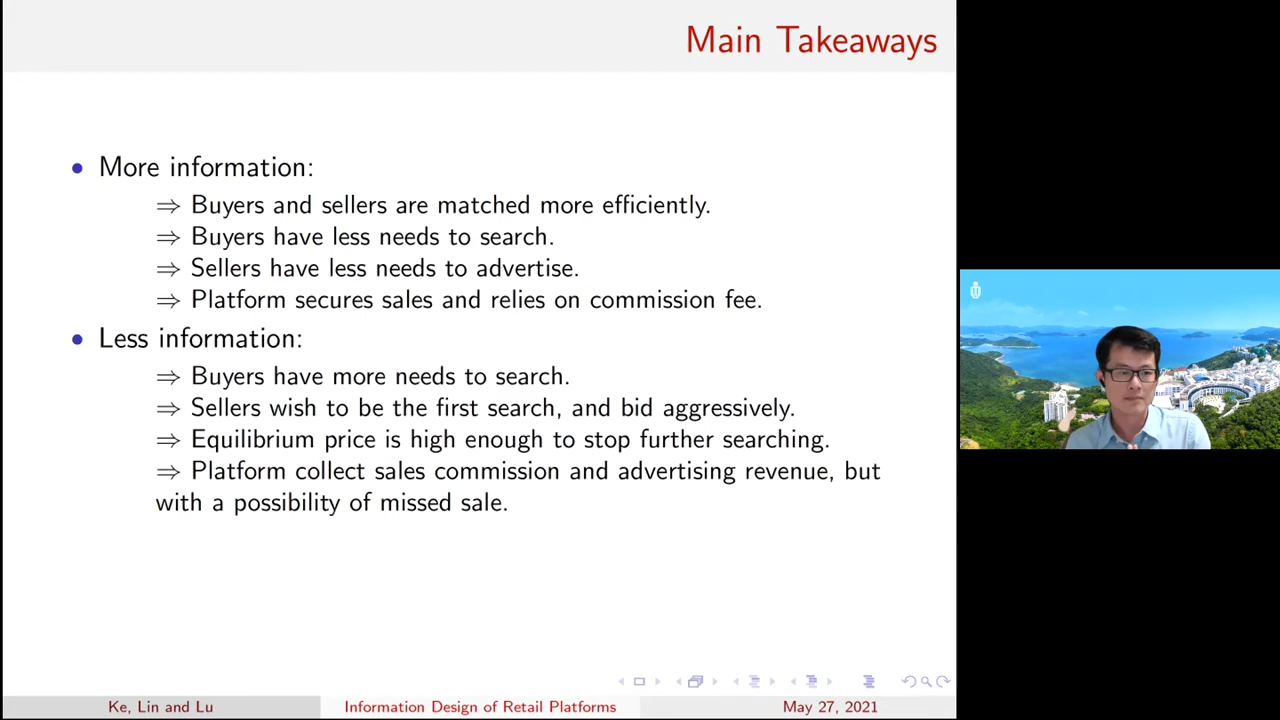 Main Takeaways
• More information:
⇒ Buyers and sellers are matched more efficiently.
⇒ Buyers have less needs to search.
⇒ Sellers have less needs to advertise.
⇒ Platform secures sales and relies on commission fee.
• Less information:
⇒ Buyers have more needs to search.
⇒ Sellers wish to be the first search, and bid aggressively.
⇒ Equilibrium price is high enough to stop further searching.
⇒ Platform collect sales commission and advertising revenue, but
with a possibility of missed sale.
Ke, Lin and Lu
Information Design of Retail Platforms
May 27, 2021